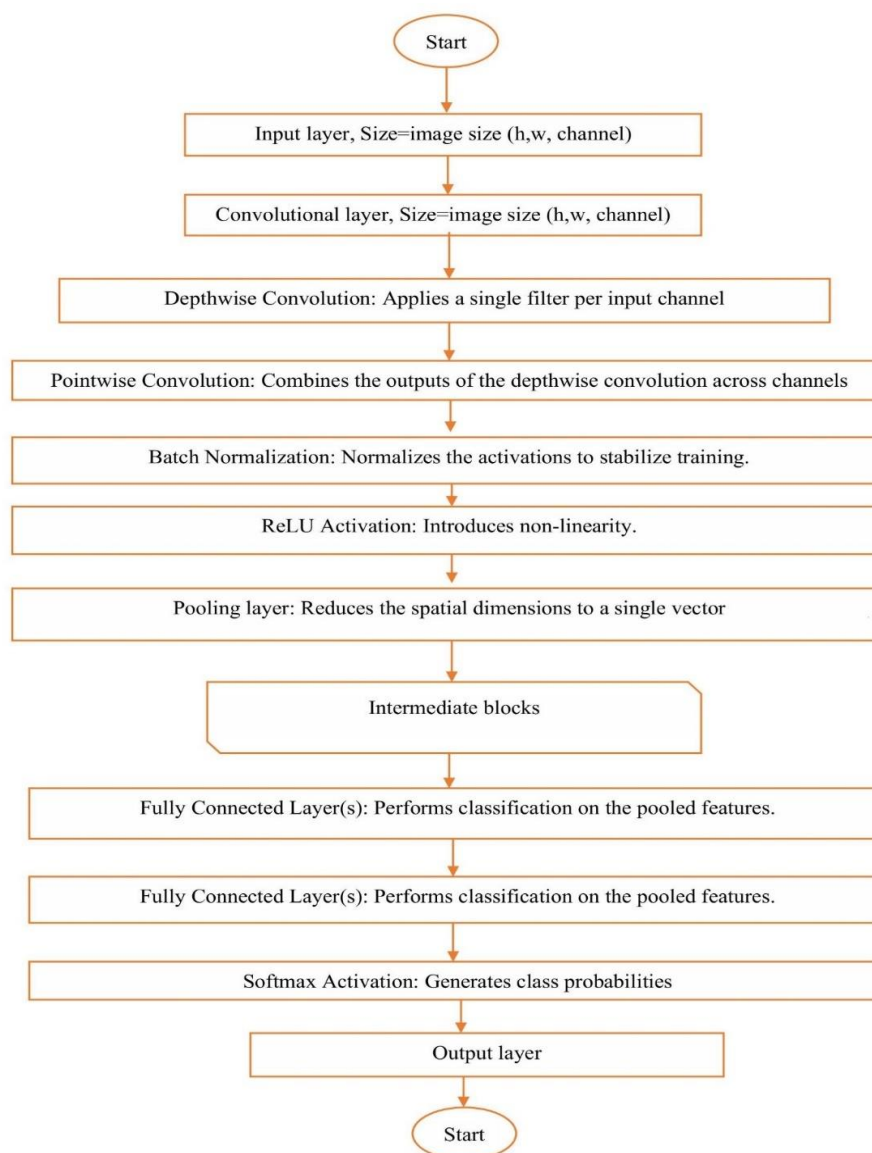 Start
Input layer, Size=image size (h,w, channel)
Convolutional layer, Size=image size (h,w, channel)
Depthwise Convolution: Applies a single filter per input channel
Pointwise Convolution: Combines the outputs of the depthwise convolution across channels
Batch Normalization: Normalizes the activations to stabilize training.
ReLU Activation: Introduces non-linearity.
Pooling layer: Reduces the spatial dimensions to a single vector
Intermediate blocks
Fully Connected Layer(s): Performs classification on the pooled features.
Fully Connected Layer(s): Performs classification on the pooled features.
Softmax Activation: Generates class probabilities
Output layer
Start